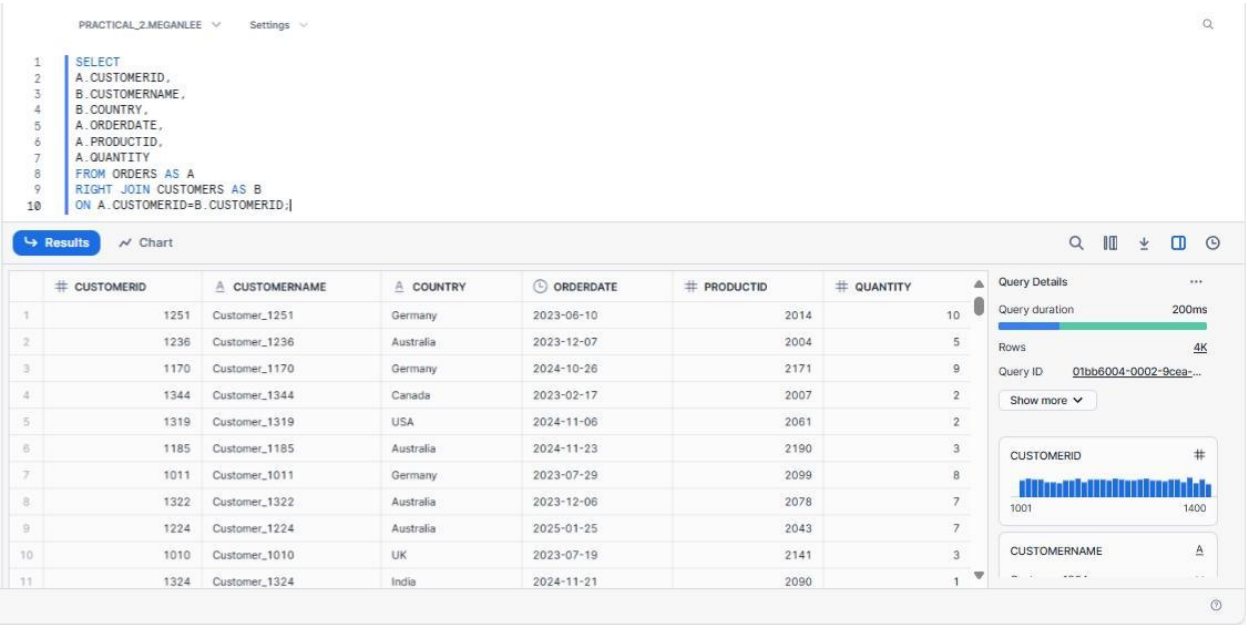 PRACTICAL_2.MEGANLEE Settings
1 SELECT
2 A.CUSTOMERID,
3 B.CUSTOMERNAME,
4 B.COUNTRY,
5 A.ORDERDATE,
6 A.PRODUCTID,
7 A.QUANTITY
8 FROM ORDERS AS A
9 RIGHT JOIN CUSTOMERS AS B
10 ON A.CUSTOMERID=B.CUSTOMERID;
Results Chart
# CUSTOMERID A CUSTOMERNAME A COUNTRY ORDERDATE # PRODUCTID # QUANTITY
1 1251 Customer_1251 Germany 2023-06-10 2014 10
2 1236 Customer_1236 Australia 2023-12-07 2004 5
3 1170 Customer_1170 Germany 2024-10-26 2171 9
4 1344 Customer_1344 Canada 2023-02-17 2007 2
5 1319 Customer_1319 USA 2024-11-06 2061 2
6 1185 Customer_1185 Australia 2024-11-23 2190 3
7 1011 Customer_1011 Germany 2023-07-29 2099 8
8 1322 Customer_1322 Australia 2023-12-06 2078 7
9 1224 Customer_1224 Australia 2025-01-25 2043 7
10 1010 Customer_1010 UK 2023-07-19 2141 3
11 1324 Customer_1324 India 2024-11-21 2090 1
Query Details ...
Query duration 200ms
Rows 4K
Query ID 01bb6004-0002-9cea-...
Show more
CUSTOMERID #
1001 1400
CUSTOMERNAME A